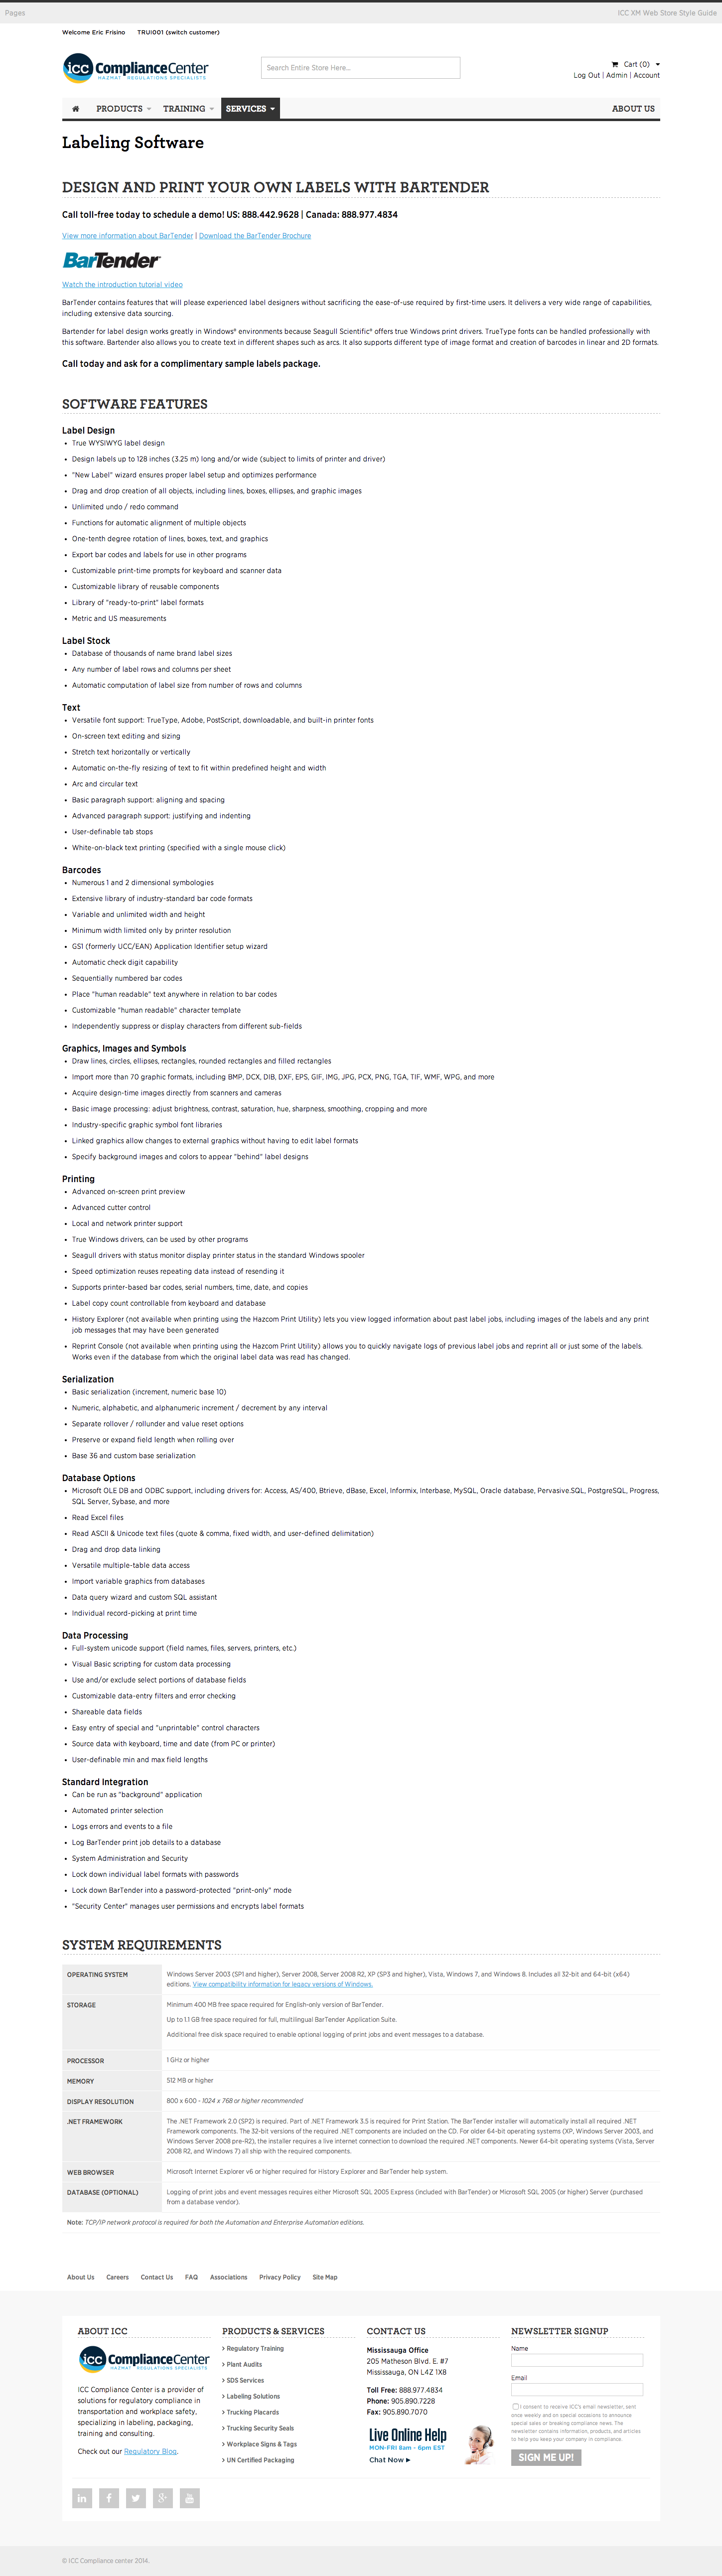 Pages
ICC XM Web Store Style Guide
Welcome Eric Frisino TRUI001 (switch customer)
icc ComplianceCenter
HAZMAT REGULATIONS SPECIALISTS
Search Entire Store Here...
Cart (0)
Log Out | Admin | Account
PRODUCTS TRAINING SERVICES ABOUT US
Labeling Software
DESIGN AND PRINT YOUR OWN LABELS WITH BARTENDER
Call toll-free today to schedule a demo! US: 888.442.9628 | Canada: 888.977.4834
View more information about BarTender | Download the BarTender Brochure
BarTender
Watch the introduction tutorial video
BarTender contains features that will please experienced label designers without sacrificing the ease-of-use required by first-time users. It delivers a very wide range of capabilities,
including extensive data sourcing.
Bartender for label design works greatly in Windows® environments because Seagull Scientific® offers true Windows print drivers. TrueType fonts can be handled professionally with
this software. Bartender also allows you to create text in different shapes such as arcs. It also supports different type of image format and creation of barcodes in linear and 2D formats.
Call today and ask for a complimentary sample labels package.
SOFTWARE FEATURES
Label Design
• True WYSIWYG label design
• Design labels up to 128 inches (3.25 m) long and/or wide (subject to limits of printer and driver)
• "New Label" wizard ensures proper label setup and optimizes performance
• Drag and drop creation of all objects, including lines, boxes, ellipses, and graphic images
• Unlimited undo / redo command
• Functions for automatic alignment of multiple objects
• One-tenth degree rotation of lines, boxes, text, and graphics
• Export bar codes and labels for use in other programs
• Customizable print-time prompts for keyboard and scanner data
• Customizable library of reusable components
• Library of "ready-to-print" label formats
• Metric and US measurements
Label Stock
• Database of thousands of name brand label sizes
• Any number of label rows and columns per sheet
• Automatic computation of label size from number of rows and columns
Text
• Versatile font support: TrueType, Adobe, PostScript, downloadable, and built-in printer fonts
• On-screen text editing and sizing
• Stretch text horizontally or vertically
• Automatic on-the-fly resizing of text to fit within predefined height and width
• Arc and circular text
• Basic paragraph support: aligning and spacing
• Advanced paragraph support: justifying and indenting
• User-definable tab stops
• White-on-black text printing (specified with a single mouse click)
Barcodes
• Numerous 1 and 2 dimensional symbologies
• Extensive library of industry-standard bar code formats
• Variable and unlimited width and height
• Minimum width limited only by printer resolution
• GS1 (formerly UCC/EAN) Application Identifier setup wizard
• Automatic check digit capability
• Sequentially numbered bar codes
• Place "human readable" text anywhere in relation to bar codes
• Customizable "human readable" character template
• Independently suppress or display characters from different sub-fields
Graphics, Images and Symbols
• Draw lines, circles, ellipses, rectangles, rounded rectangles and filled rectangles
• Import more than 70 graphic formats, including BMP, DCX, DIB, DXF, EPS, GIF, IMG, JPG, PCX, PNG, TGA, TIF, WMF, WPG, and more
• Acquire design-time images directly from scanners and cameras
• Basic image processing: adjust brightness, contrast, saturation, hue, sharpness, smoothing, cropping and more
• Industry-specific graphic symbol font libraries
• Linked graphics allow changes to external graphics without having to edit label formats
• Specify background images and colors to appear "behind" label designs
Printing
• Advanced on-screen print preview
• Advanced cutter control
• Local and network printer support
• True Windows drivers, can be used by other programs
• Seagull drivers with status monitor display printer status in the standard Windows spooler
• Speed optimization reuses repeating data instead of resending it
• Supports printer-based bar codes, serial numbers, time, date, and copies
• Label copy count controllable from keyboard and database
• History Explorer (not available when printing using the Hazcom Print Utility) lets you view logged information about past label jobs, including images of the labels and any print
job messages that may have been generated
• Reprint Console (not available when printing using the Hazcom Print Utility) allows you to quickly navigate logs of previous label jobs and reprint all or just some of the labels.
Works even if the database from which the original label data was read has changed.
Serialization
• Basic serialization (increment, numeric base 10)
• Numeric, alphabetic, and alphanumeric increment / decrement by any interval
• Separate rollover / rollunder and value reset options
• Preserve or expand field length when rolling over
• Base 36 and custom base serialization
Database Options
• Microsoft OLE DB and ODBC support, including drivers for: Access, AS/400, Btrieve, dBase, Excel, Informix, Interbase, MySQL, Oracle database, Pervasive.SQL, PostgreSQL, Progress,
SQL Server, Sybase, and more
• Read Excel files
• Read ASCII & Unicode text files (quote & comma, fixed width, and user-defined delimitation)
• Drag and drop data linking
• Versatile multiple-table data access
• Import variable graphics from databases
• Data query wizard and custom SQL assistant
• Individual record-picking at print time
Data Processing
• Full-system unicode support (field names, files, servers, printers, etc.)
• Visual Basic scripting for custom data processing
• Use and/or exclude select portions of database fields
• Customizable data-entry filters and error checking
• Shareable data fields
• Easy entry of special and "unprintable" control characters
• Source data with keyboard, time and date (from PC or printer)
• User-definable min and max field lengths
Standard Integration
• Can be run as "background" application
• Automated printer selection
• Logs errors and events to a file
• Log BarTender print job details to a database
• System Administration and Security
• Lock down individual label formats with passwords
• Lock down BarTender into a password-protected "print-only" mode
• "Security Center" manages user permissions and encrypts label formats
SYSTEM REQUIREMENTS
OPERATING SYSTEM
Windows Server 2003 (SP1 and higher), Server 2008, Server 2008 R2, XP (SP3 and higher), Vista, Windows 7, and Windows 8. Includes all 32-bit and 64-bit (x64)
editions. View compatibility information for legacy versions of Windows.
STORAGE
Minimum 400 MB free space required for English-only version of BarTender.
Up to 1.1 GB free space required for full, multilingual BarTender Application Suite.
Additional free disk space required to enable optional logging of print jobs and event messages to a database.
PROCESSOR
1 GHz or higher
MEMORY
512 MB or higher
DISPLAY RESOLUTION
800 x 600 - 1024 x 768 or higher recommended
.NET FRAMEWORK
The .NET Framework 2.0 (SP2) is required. Part of .NET Framework 3.5 is required for Print Station. The BarTender installer will automatically install all required .NET
Framework components. The 32-bit versions of the required .NET components are included on the CD. For older 64-bit operating systems (XP, Windows Server 2003, and
Windows Server 2008 pre-R2), the installer requires a live internet connection to download the required .NET components. Newer 64-bit operating systems (Vista, Server
2008 R2, and Windows 7) all ship with the required components.
WEB BROWSER
Microsoft Internet Explorer v6 or higher required for History Explorer and BarTender help system.
DATABASE (OPTIONAL)
Logging of print jobs and event messages requires either Microsoft SQL 2005 Express (included with BarTender) or Microsoft SQL 2005 (or higher) Server (purchased
from a database vendor).
Note: TCP/IP network protocol is required for both the Automation and Enterprise Automation editions.
About Us Careers Contact Us FAQ Associations Privacy Policy Site Map
ABOUT ICC
icc ComplianceCenter
HAZMAT REGULATIONS SPECIALISTS
ICC Compliance Center is a provider of
solutions for regulatory compliance in
transportation and workplace safety,
specializing in labeling, packaging,
training and consulting.
Check out our Regulatory Blog.
PRODUCTS & SERVICES
> Regulatory Training
> Plant Audits
> SDS Services
> Labeling Solutions
> Trucking Placards
> Trucking Security Seals
> Workplace Signs & Tags
> UN Certified Packaging
CONTACT US
Mississauga Office
205 Matheson Blvd. E. #7
Mississauga, ON L4Z 1X8
Toll Free: 888.977.4834
Phone: 905.890.7228
Fax: 905.890.7070
Live Online Help
MON-FRI 8am - 6pm EST
Chat Now ►
NEWSLETTER SIGNUP
Name
Email
I consent to receive ICC's email newsletter, sent
once weekly and on special occasions to announce
special sales or breaking compliance news. The
newsletter contains information, products, and articles
to help you keep your company in compliance.
SIGN ME UP!
© ICC Compliance center 2014.